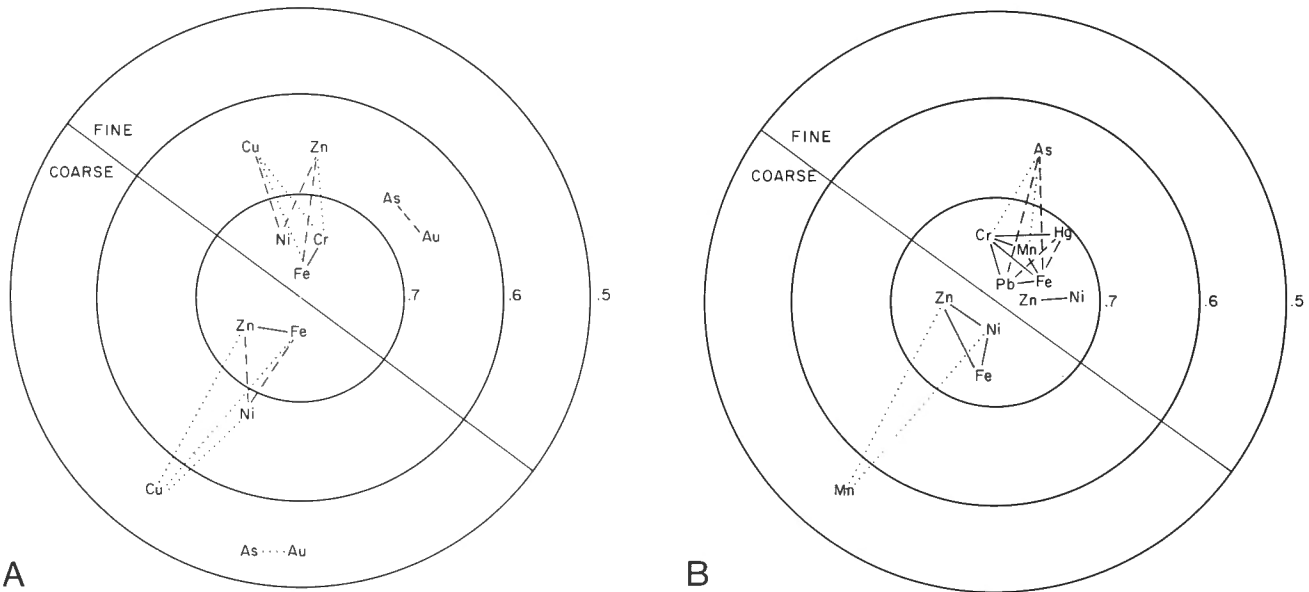 FINE
COARSE
Cu
Zn
As
Au
Ni
Cr
Fe
.7
.6
.5
Zn
Fe
Ni
Cu
As
Au
A
FINE
COARSE
As
Cr
Hg
Mn
Pb
Fe
Zn
Ni
.7
.6
.5
Zn
Ni
Fe
Mn
B